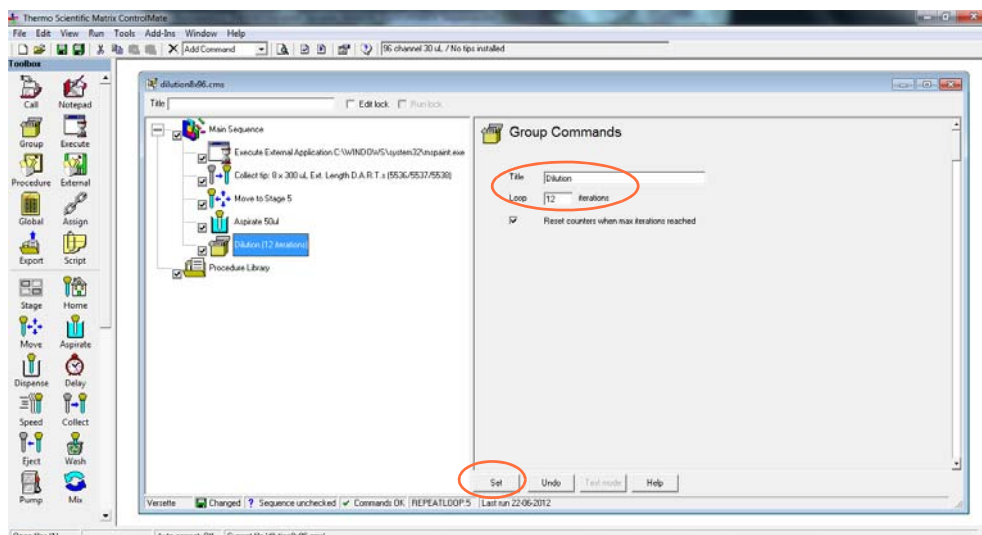 Thermo Scientific Matrix ControlMate
File Edit View Run Tools Add-Ins Window Help
Add Command
96 channel 30 uL / No tips installed
Toolbox
Call Notepad
Group Execute
Procedure External
Global Assign
Export Script
Stage Home
Move Aspirate
Dispense Delay
Speed Collect
Eject Wash
Pump Mix
dilution8x96.cms
Title Edit lock Run lock
Main Sequence
Execute External Application C:\WINDOWS\system32\mspaint.exe
Collect tip: 8 x 300 uL Ext. Length D.A.R.T.s (5536/5537/5538)
Move to Stage 5
Aspirate 50ul
Dilution (12 iterations)
Procedure Library
Group Commands
Title Dilution
Loop 12 iterations
Reset counters when max iterations reached
Set Undo Test mode Help
Versette Changed ? Sequence unchecked Commands OK REPEATLOOP:5 Last run 22-06-2012